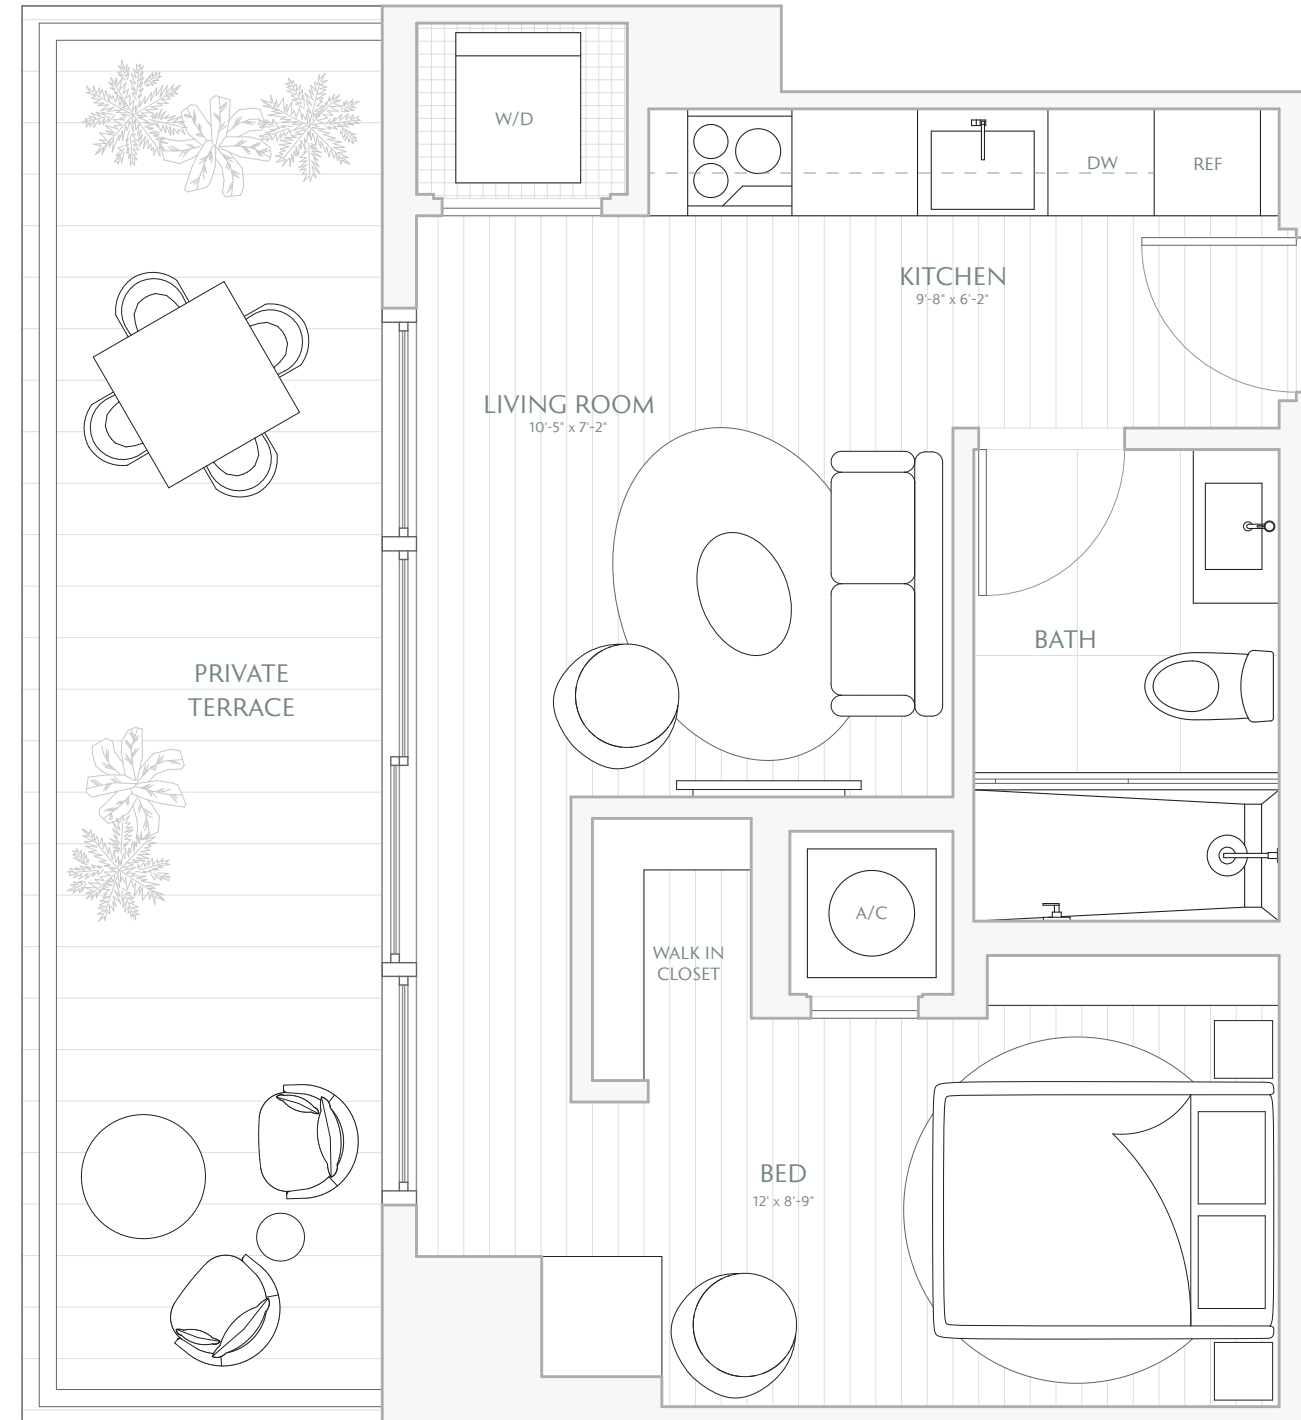 W/D
DW
REF
KITCHEN
9'-8" x 6'-2"
LIVING ROOM
10'-5" x 7'-2"
BATH
PRIVATE
TERRACE
A/C
WALK IN
CLOSET
BED
12' x 8'-9"